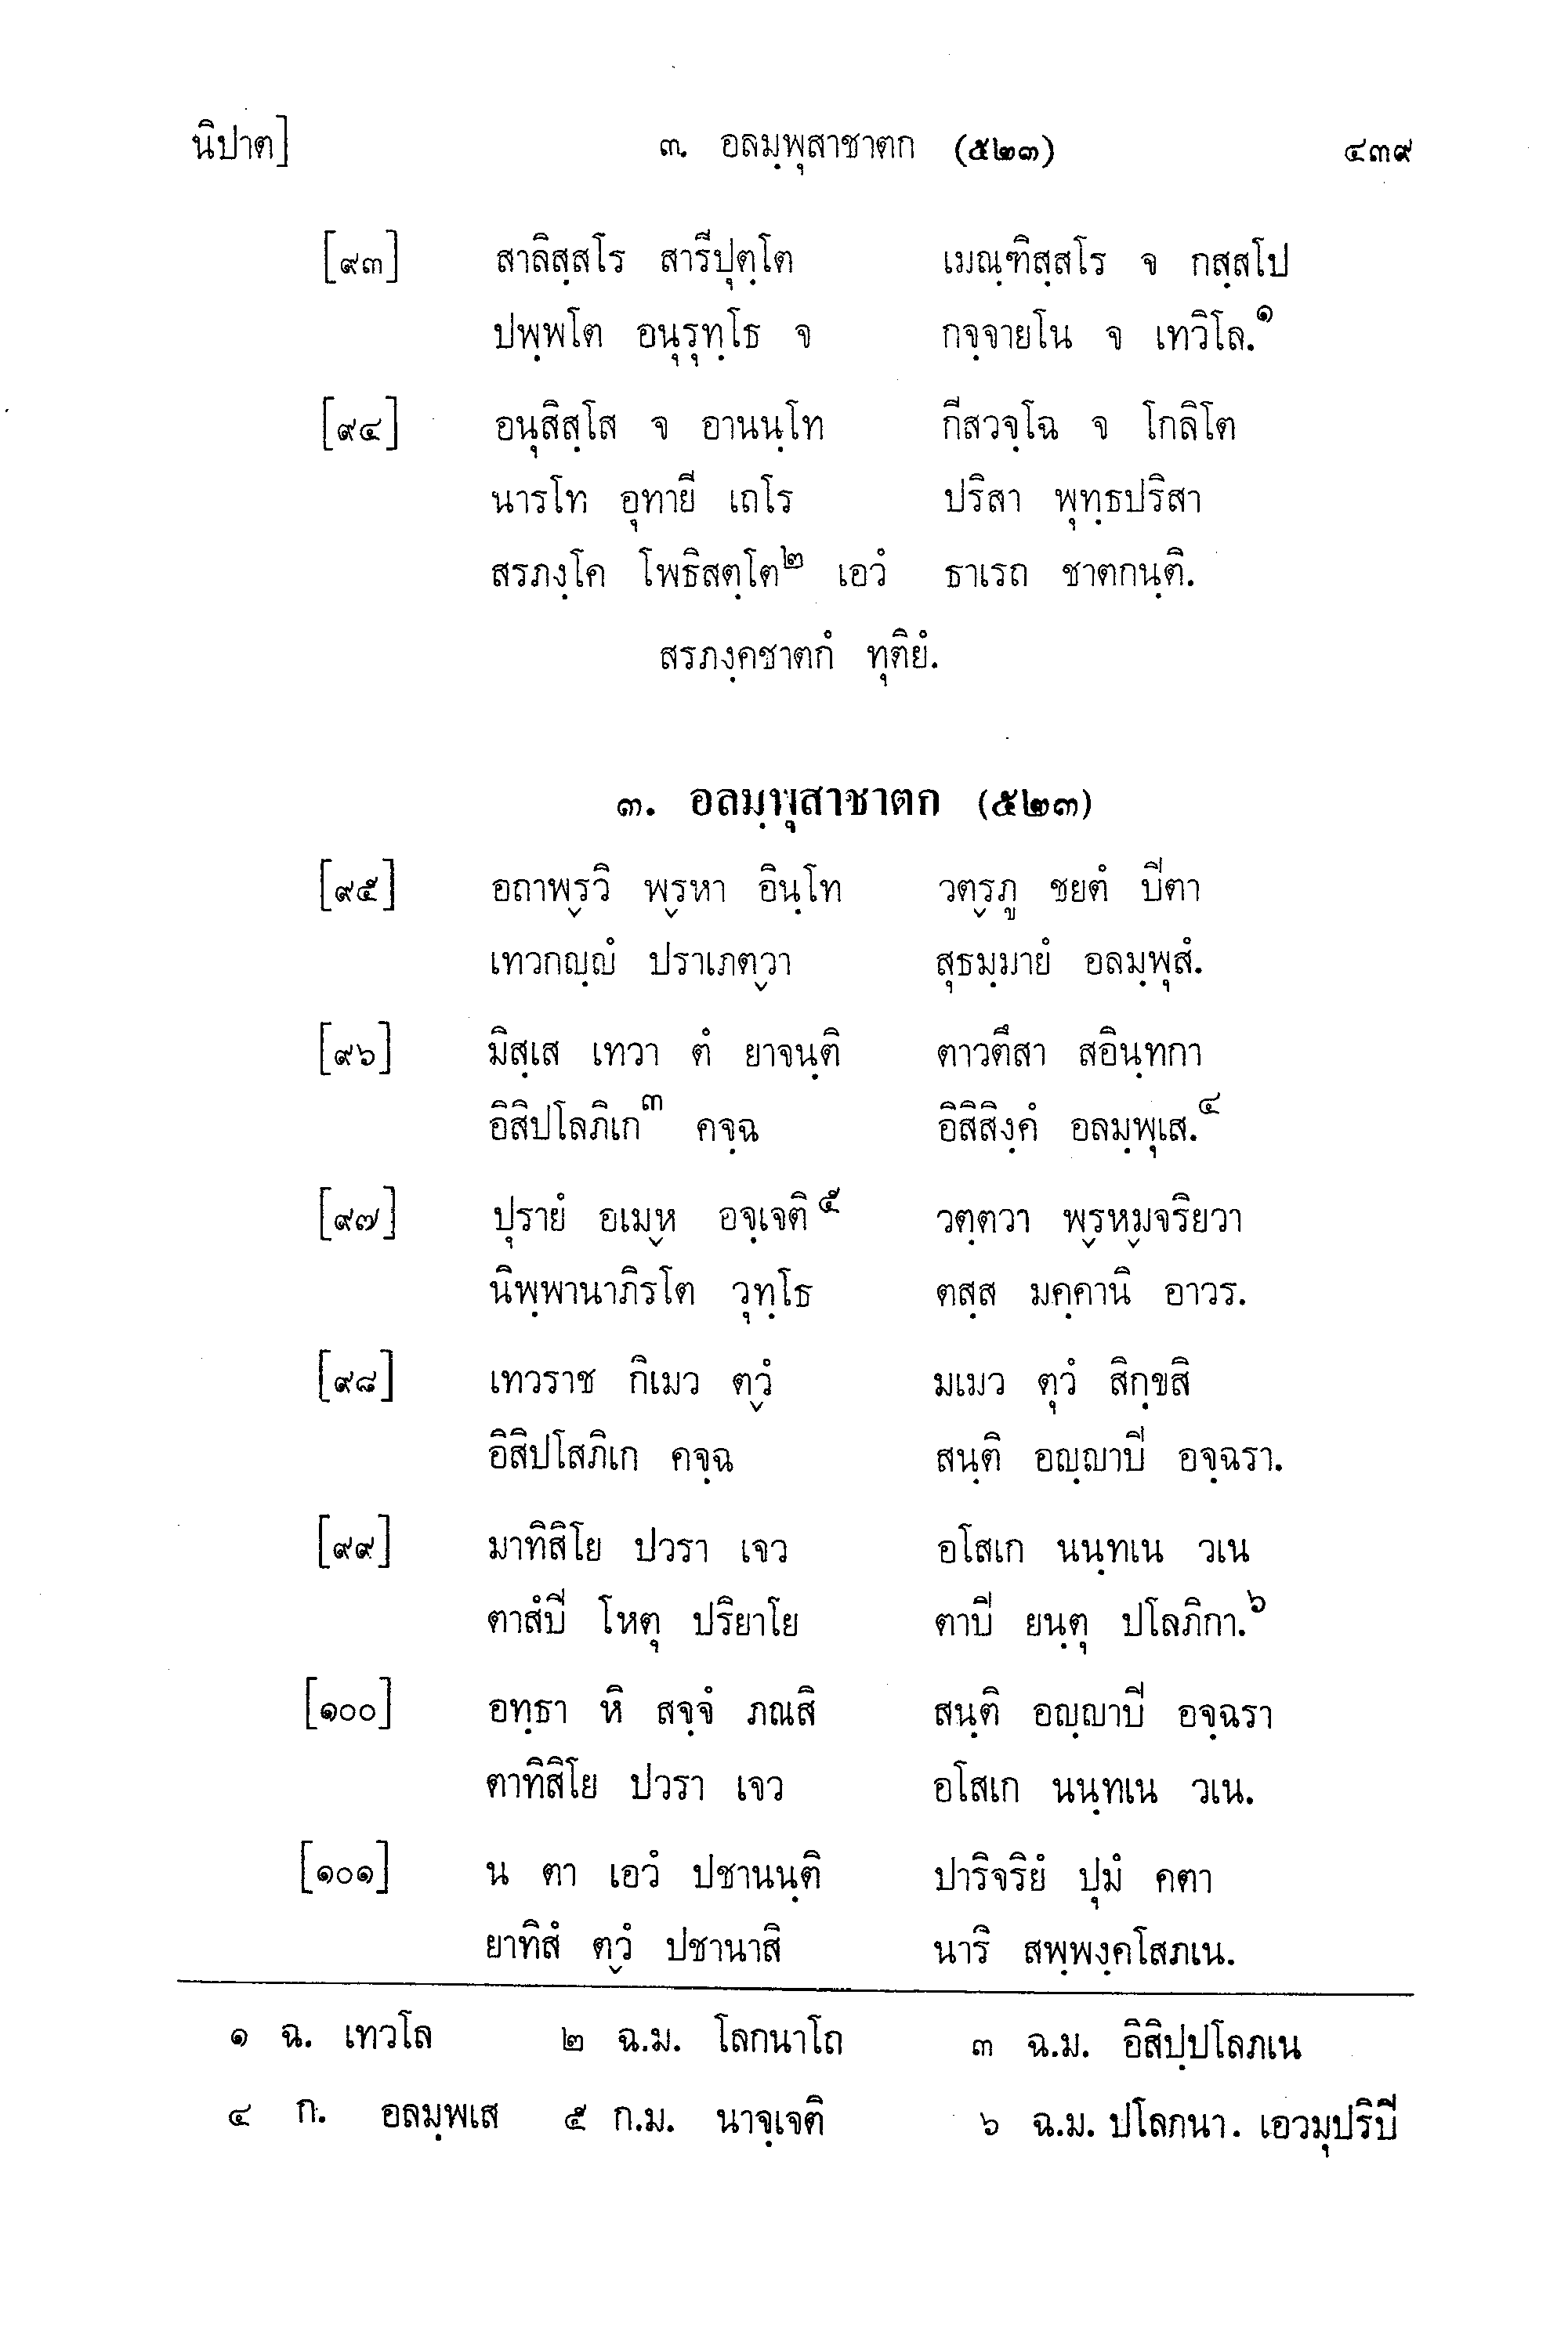 นิปาต] ๓. อลมฺพุสาชาตก (๕๒๓) ๔๓๙
[๙๓] สาลิสฺสโร สารีปุตฺโต เมณฺฑิสฺสโร จ กสฺสโป
ปพฺพโต อนุรุทฺโธ จ กจฺจายโน จ เทวิโล.๑
[๙๔] อนุสิสฺโส จ อานนฺโท กีสวจฺโฉ จ โกลิโต
นารโท อุทายี เถโร ปริสา พุทฺธปริสา
สรภงฺโค โพธิสตฺโต๒ เอวํ ธาเรถ ชาตกนฺติ.
สรภงฺคชาตกํ ทุติยํ.
๓. อลมฺพุสาชาตก (๕๒๓)
[๙๕] อถาพฺรวิ พฺรหา อินฺโท วตฺรภู ชยตํ ปิตา
เทวกญฺญํ ปราเภตฺวา สุธมฺมายํ อลมฺพุสํ.
[๙๖] มิสฺเส เทวา ตํ ยาจนฺติ ตาวตึสา สอินฺทกา
อิสิปโลภิเก๓ คจฺฉ อิสิสิงฺคํ อลมฺพุเส.๔
[๙๗] ปุรายํ อเมฺห อจฺเจติ๕ วตฺตวา พฺรหฺมจริยวา
นิพฺพานาภิรโต วุทฺโธ ตสฺส มคฺคานิ อาวร.
[๙๘] เทวราช กิเมว ตฺวํ มเมว ตุวํ สิกฺขสิ
อิสิปโสภิเก คจฺฉ สนฺติ อญฺญาปิ อจฺฉรา.
[๙๙] มาทิสิโย ปวรา เจว อโสเก นนฺทเน วเน
ตาสํปิ โหตุ ปริยาโย ตาปิ ยนฺตุ ปโลภิกา.๖
[๑๐๐] อทฺธา หิ สจฺจํ ภณสิ สนฺติ อญฺญาปิ อจฺฉรา
ตาทิสิโย ปวรา เจว อโสเก นนฺทเน วเน.
[๑๐๑] น ตา เอวํ ปชานนฺติ ปาริจริยํ ปุมํ คตา
ยาทิสํ ตฺวํ ปชานาสิ นาริ สพฺพงฺคโสภเน.
๑ ฉ. เทวโล ๒ ฉ.ม. โลกนาโถ ๓ ฉ.ม. อิสิปฺปโลภเน
๔ ก. อลมฺพเส ๕ ก.ม. นาจฺเจติ ๖ ฉ.ม. ปโลกนา. เอวมุปริปิ